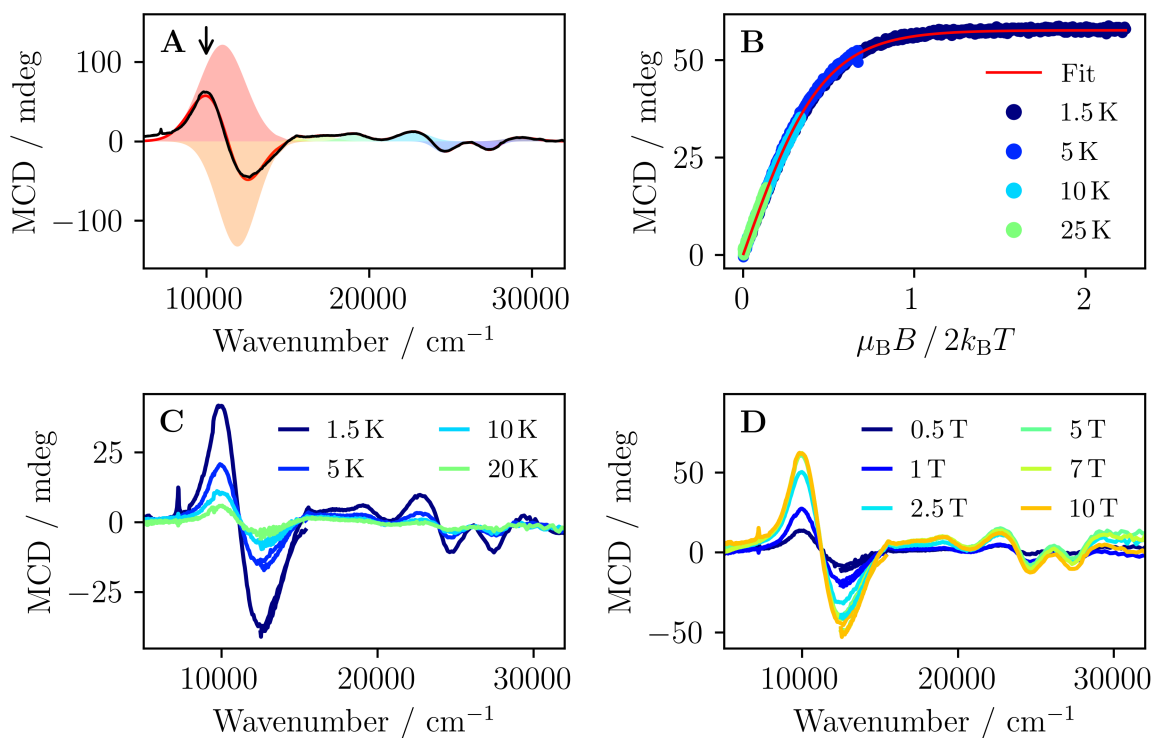 A
MCD / mdeg
100
0
−100
10000 20000 30000
Wavenumber / cm⁻¹
B
MCD / mdeg
50
25
0
Fit
1.5 K
5 K
10 K
25 K
0 1 2
μ_B B / 2k_B T
C
MCD / mdeg
25
0
−25
1.5 K 10 K
5 K 20 K
10000 20000 30000
Wavenumber / cm⁻¹
D
MCD / mdeg
50
0
−50
0.5 T 5 T
1 T 7 T
2.5 T 10 T
10000 20000 30000
Wavenumber / cm⁻¹